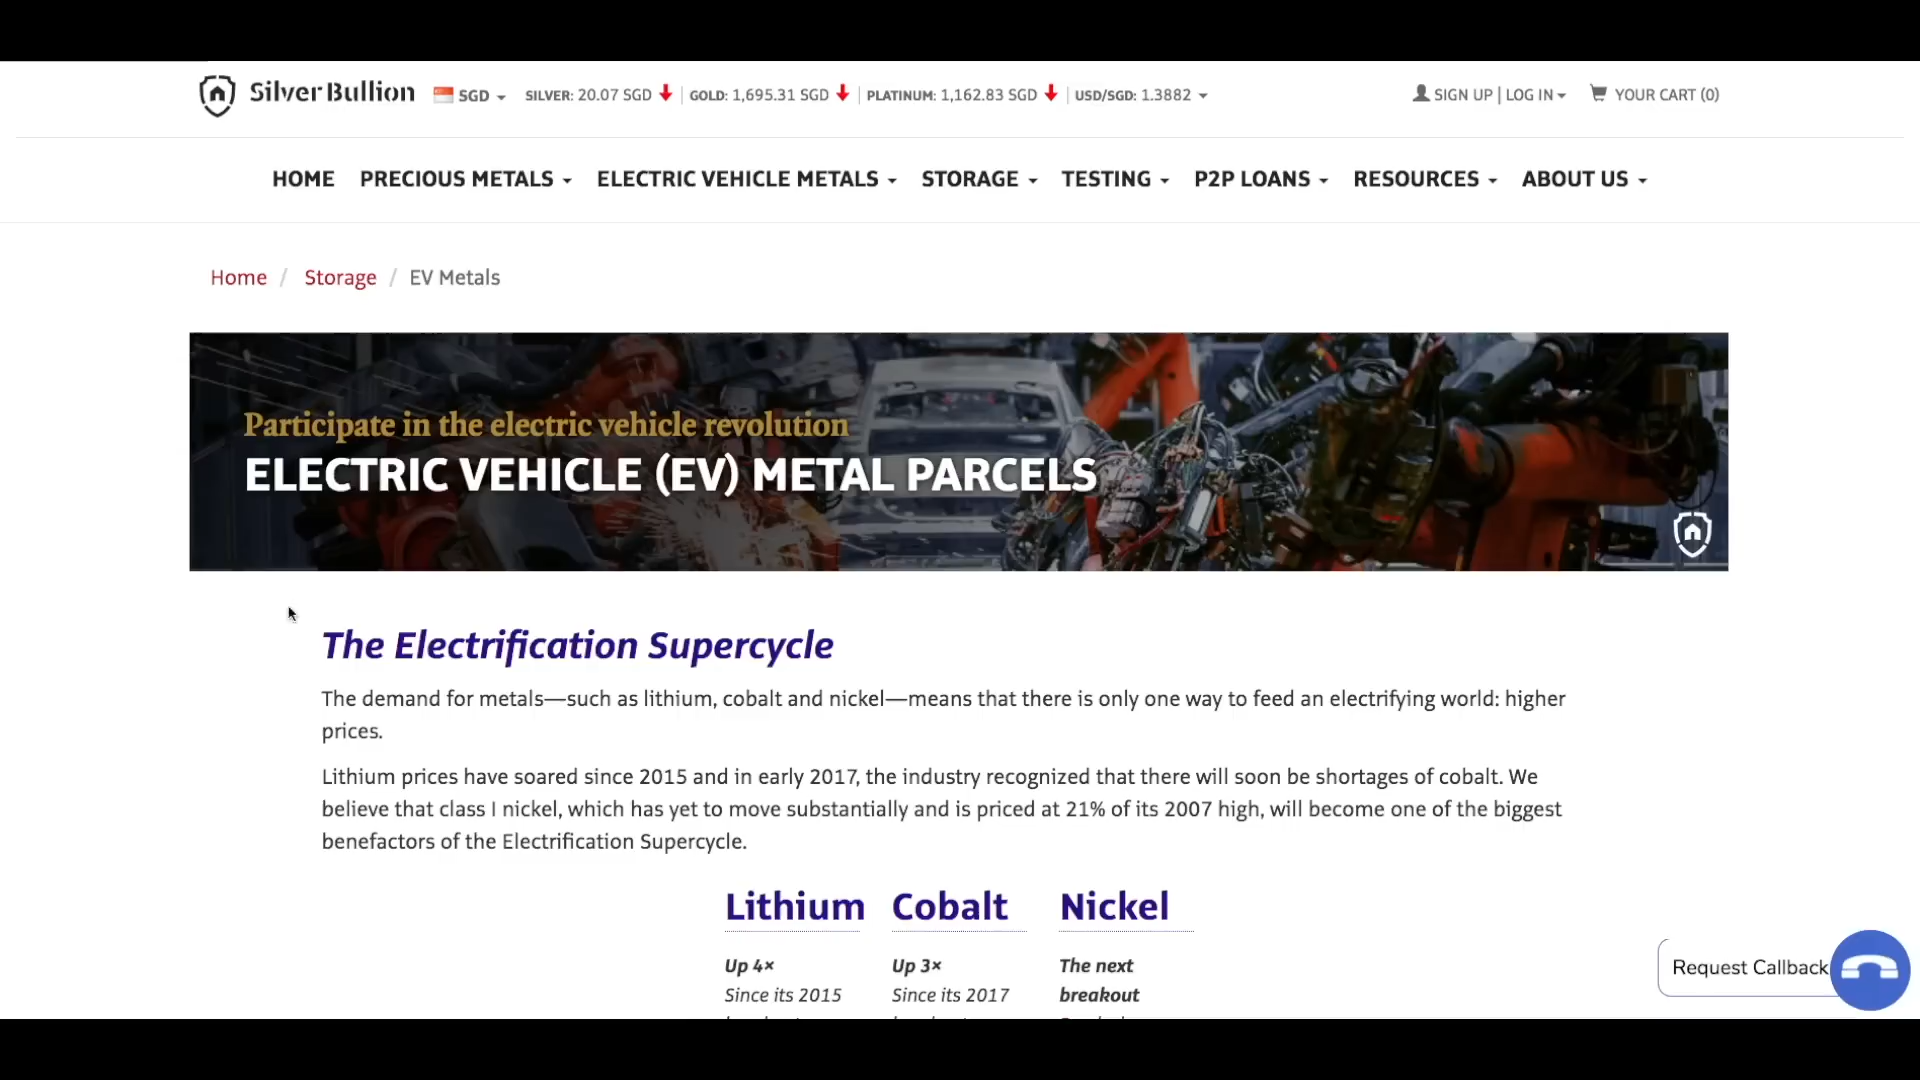 Silver Bullion
SGD
SILVER: 20.07 SGD
GOLD: 1,695.31 SGD
PLATINUM: 1,162.83 SGD
USD/SGD: 1.3882
SIGN UP | LOG IN
YOUR CART (0)
HOME
PRECIOUS METALS
ELECTRIC VEHICLE METALS
STORAGE
TESTING
P2P LOANS
RESOURCES
ABOUT US
Home / Storage / EV Metals
Participate in the electric vehicle revolution
ELECTRIC VEHICLE (EV) METAL PARCELS
The Electrification Supercycle
The demand for metals—such as lithium, cobalt and nickel—means that there is only one way to feed an electrifying world: higher
prices.
Lithium prices have soared since 2015 and in early 2017, the industry recognized that there will soon be shortages of cobalt. We
believe that class I nickel, which has yet to move substantially and is priced at 21% of its 2007 high, will become one of the biggest
benefactors of the Electrification Supercycle.
Lithium
Up 4×
Since its 2015
Cobalt
Up 3×
Since its 2017
Nickel
The next
breakout
Request Callback